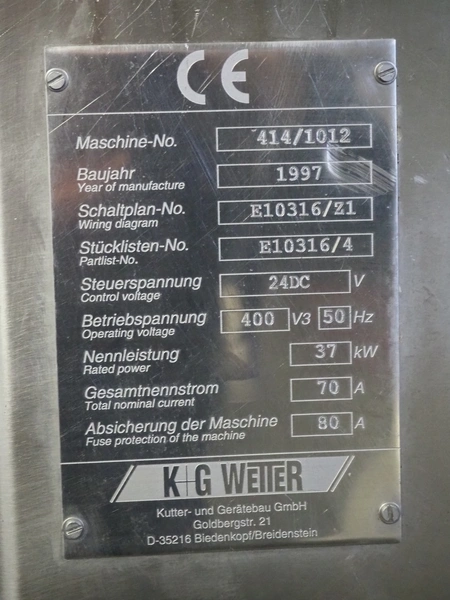 CE
Maschine-No. 414/1012
Baujahr 1997
Year of manufacture
Schaltplan-No. E10316/Z1
Wiring diagram
Stücklisten-No. E10316/4
Partlist-No.
Steuerspannung 24DC V
Control voltage
Betriebspannung 400 V3 50 Hz
Operating voltage
Nennleistung 37 kW
Rated power
Gesamtnennstrom 70 A
Total nominal current
Absicherung der Maschine 80 A
Fuse protection of the machine
K+G WETTER
Kutter- und Gerätebau GmbH
Goldbergstr. 21
D-35216 Biedenkopf/Breidenstein